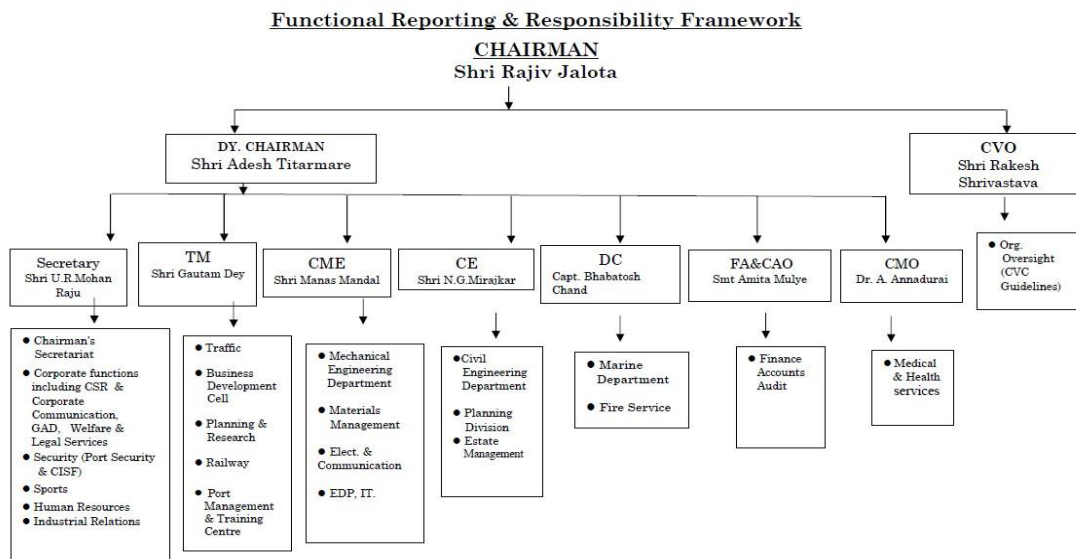 Functional Reporting & Responsibility Framework
CHAIRMAN
Shri Rajiv Jalota
DY. CHAIRMAN
Shri Adesh Titarmare
CVO
Shri Rakesh
Shrivastava
Secretary
Shri U.R.Mohan
Raju
TM
Shri Gautam Dey
CME
Shri Manas Mandal
CE
Shri N.G.Mirajkar
DC
Capt. Bhabatosh
Chand
FA&CAO
Smt Amita Mulye
CMO
Dr. A. Annadurai
● Org.
Oversight
(CVC
Guidelines)
● Chairman's
Secretariat
● Corporate functions
including CSR &
Corporate
Communication,
GAD, Welfare &
Legal Services
● Security (Port Security
& CISF)
● Sports
● Human Resources
● Industrial Relations
● Traffic
● Business
Development
Cell
● Planning &
Research
● Railway
● Port
Management
& Training
Centre
● Mechanical
Engineering
Department
● Materials
Management
● Elect. &
Communication
● EDP, IT.
● Civil
Engineering
Department
● Planning
Division
● Estate
Management
● Marine
Department
● Fire Service
● Finance
Accounts
Audit
● Medical
& Health
services